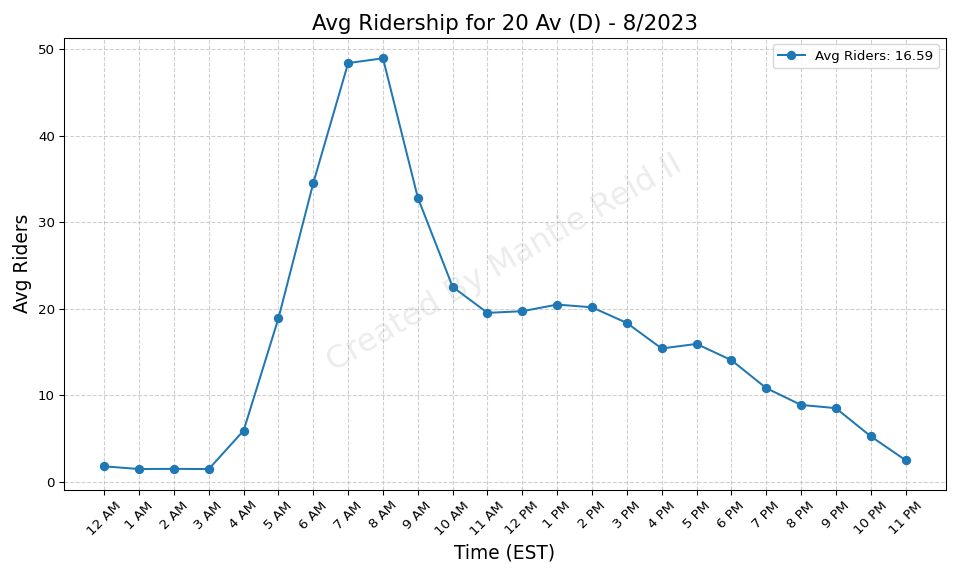 Avg Ridership for 20 Av (D) - 8/2023
Avg Riders: 16.59
50
40
30
20
10
0
Avg Riders
Created By Mantie Reid II
12 AM
1 AM
2 AM
3 AM
4 AM
5 AM
6 AM
7 AM
8 AM
9 AM
10 AM
11 AM
12 PM
1 PM
2 PM
3 PM
4 PM
5 PM
6 PM
7 PM
8 PM
9 PM
10 PM
11 PM
Time (EST)